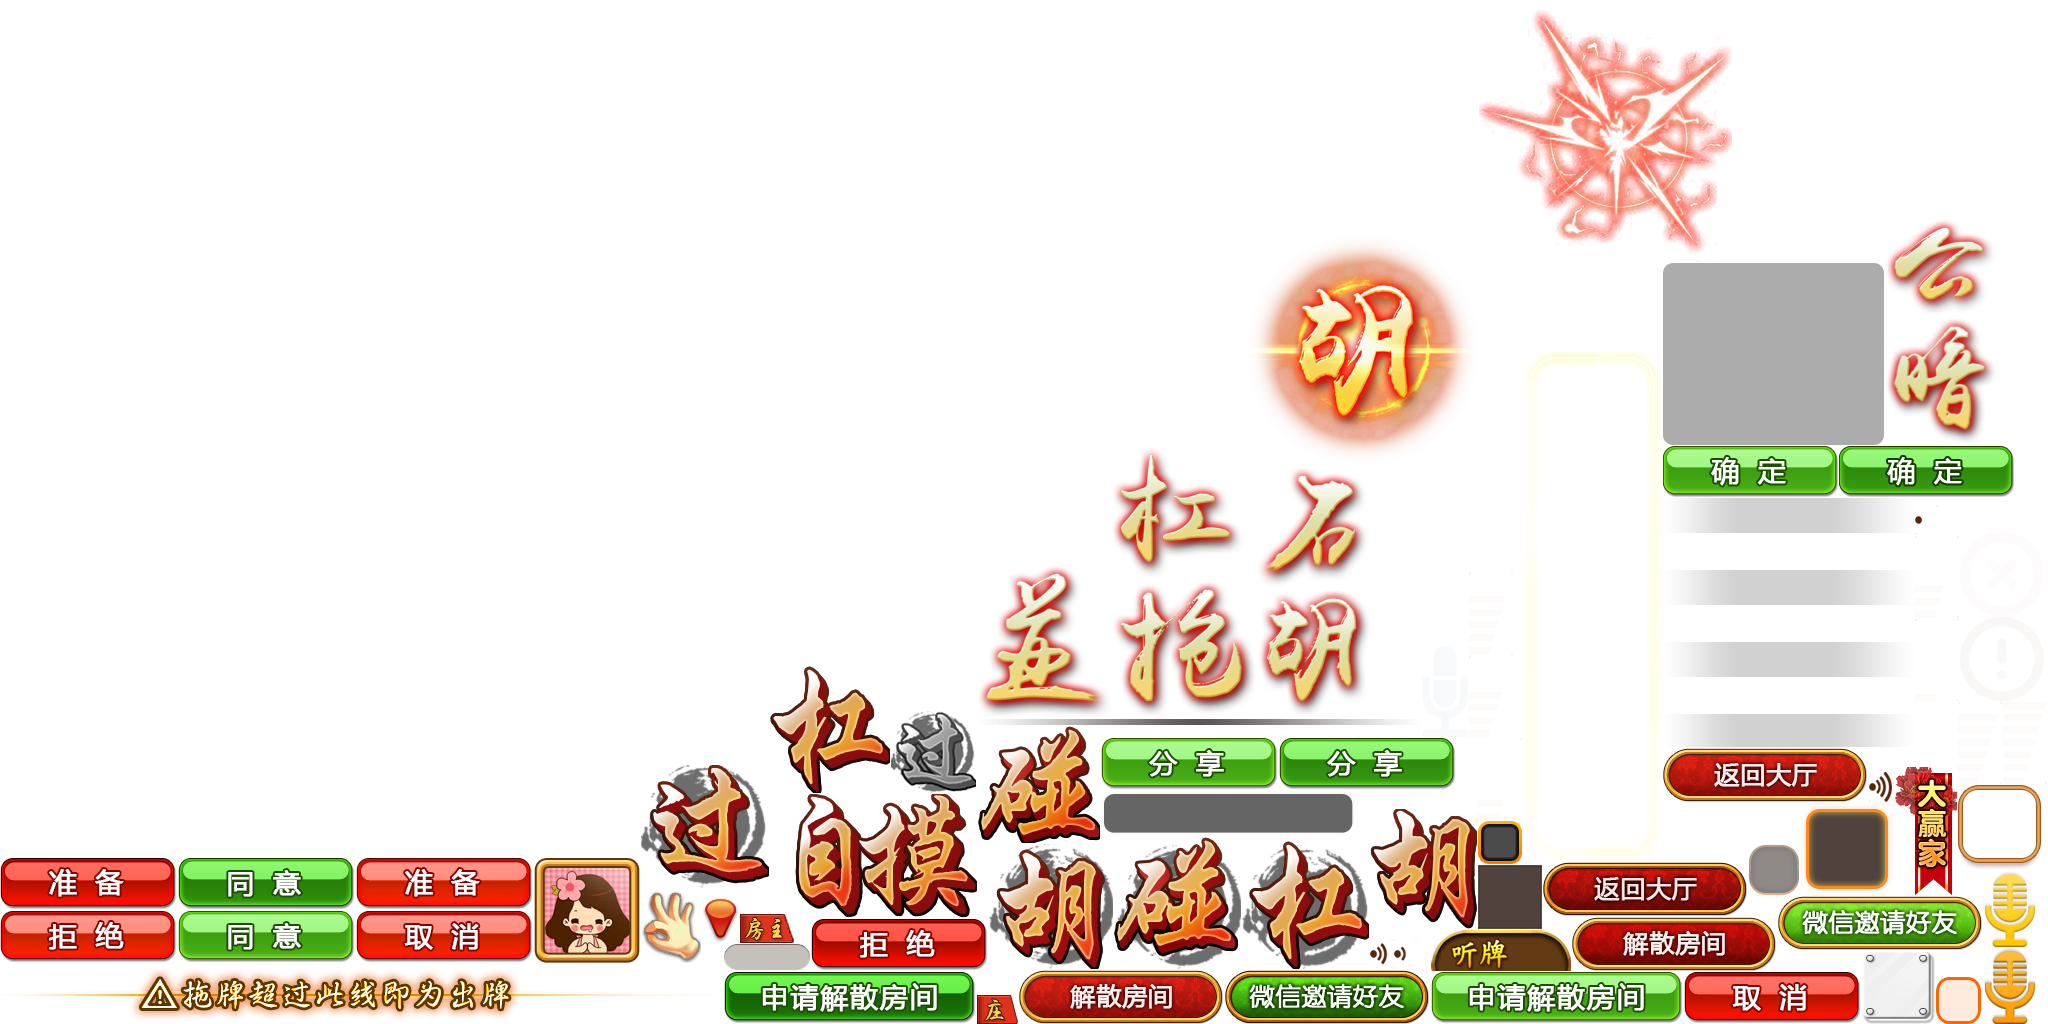 公
胡
暗
确 定
确 定
杠
石
並
抢
胡
杠
过
碰
分 享
分 享
返回大厅
大赢家
过
自摸
胡
碰
杠
胡
准 备
同 意
准 备
返回大厅
微信邀请好友
拒 绝
同 意
取 消
房主
拒 绝
听牌
解散房间
拖牌超过此线即为出牌
申请解散房间
庄
解散房间
微信邀请好友
申请解散房间
取 消